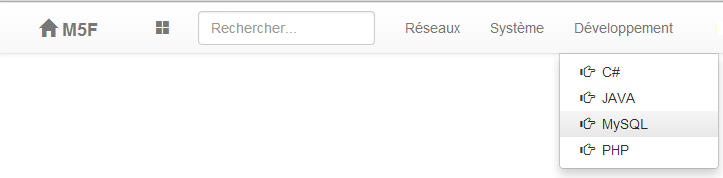 M5F Rechercher... Réseaux Système Développement
C#
JAVA
MySQL
PHP